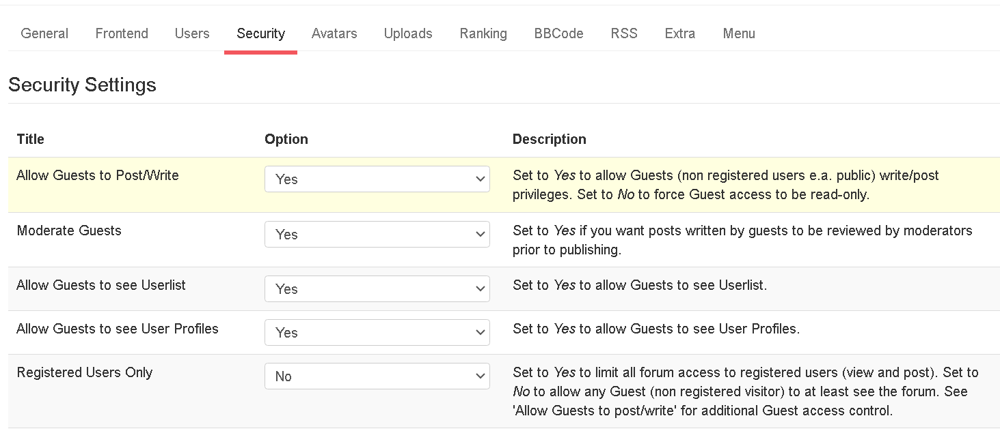 General Frontend Users Security Avatars Uploads Ranking BBCode RSS Extra Menu
Security Settings
Title Option Description
Allow Guests to Post/Write Yes Set to Yes to allow Guests (non registered users e.a. public) write/post
privileges. Set to No to force Guest access to be read-only.
Moderate Guests Yes Set to Yes if you want posts written by guests to be reviewed by moderators
prior to publishing.
Allow Guests to see Userlist Yes Set to Yes to allow Guests to see Userlist.
Allow Guests to see User Profiles Yes Set to Yes to allow Guests to see User Profiles.
Registered Users Only No Set to Yes to limit all forum access to registered users (view and post). Set to
No to allow any Guest (non registered visitor) to at least see the forum. See
'Allow Guests to post/write' for additional Guest access control.